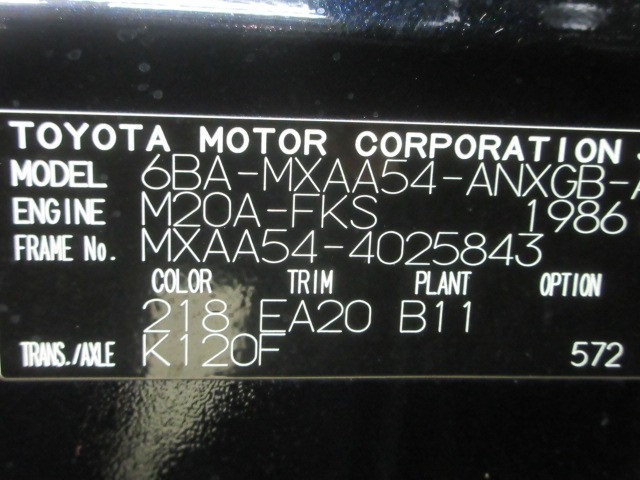 TOYOTA MOTOR CORPORATION
MODEL 6BA-MXAA54-ANXGB-
ENGINE M20A-FKS 1986
FRAME No. MXAA54-4025843
COLOR TRIM PLANT OPTION
218 EA20 B11
TRANS./AXLE K120F 572